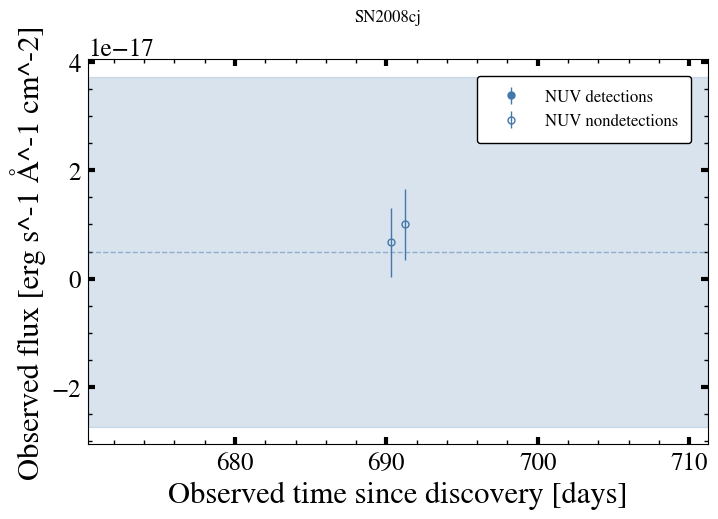 SN2008cj
1e−17
4
2
0
−2
Observed flux [erg s^-1 Å^-1 cm^-2]
NUV detections
NUV nondetections
680
690
700
710
Observed time since discovery [days]